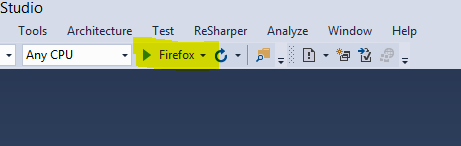 Studio
Tools Architecture Test ReSharper Analyze Window Help
Any CPU Firefox